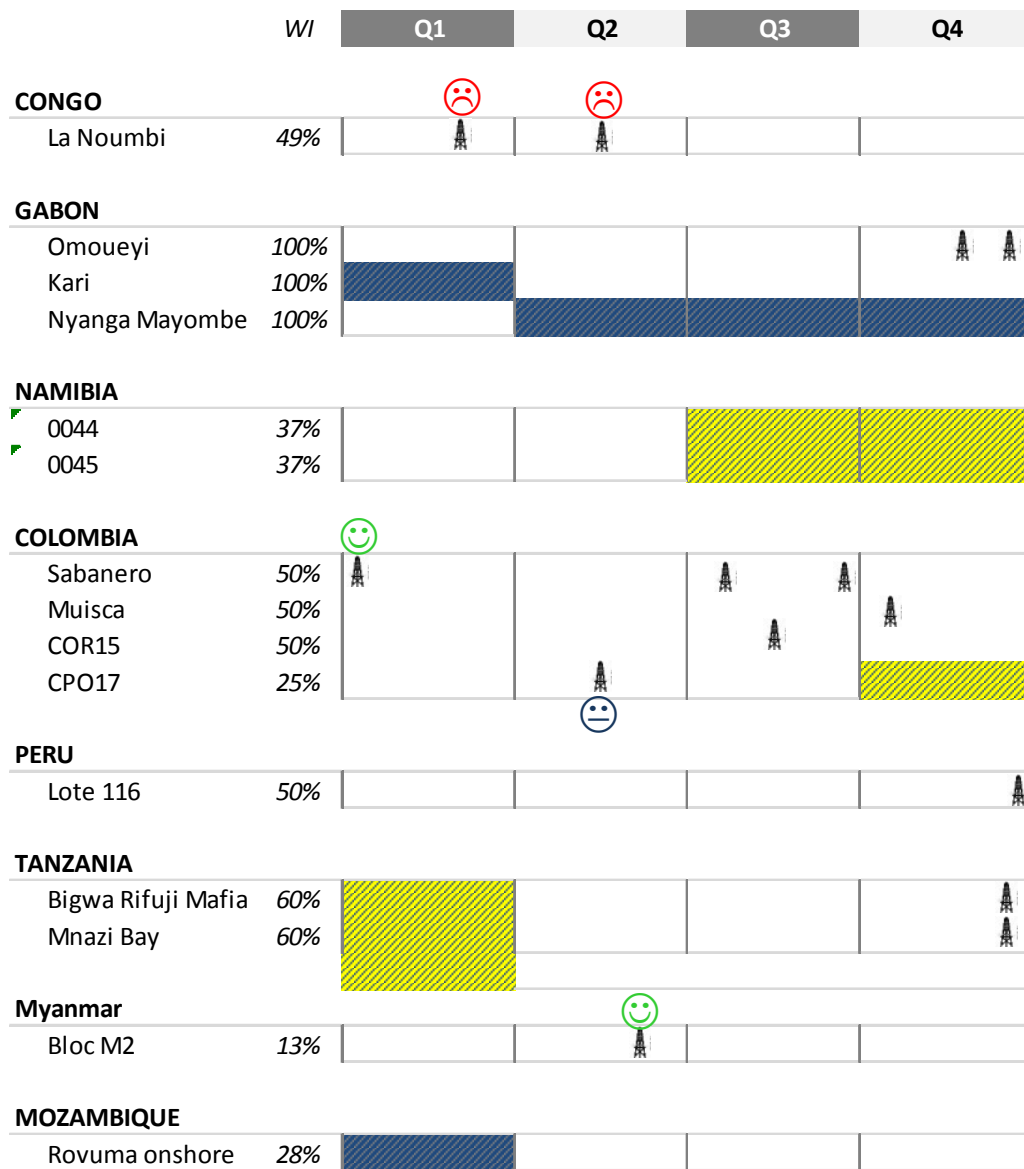 WI Q1 Q2 Q3 Q4
CONGO
La Noumbi 49%
GABON
Omoueyi 100%
Kari 100%
Nyanga Mayombe 100%
NAMIBIA
0044 37%
0045 37%
COLOMBIA
Sabanero 50%
Muisca 50%
COR15 50%
CPO17 25%
PERU
Lote 116 50%
TANZANIA
Bigwa Rifuji Mafia 60%
Mnazi Bay 60%
Myanmar
Bloc M2 13%
MOZAMBIQUE
Rovuma onshore 28%